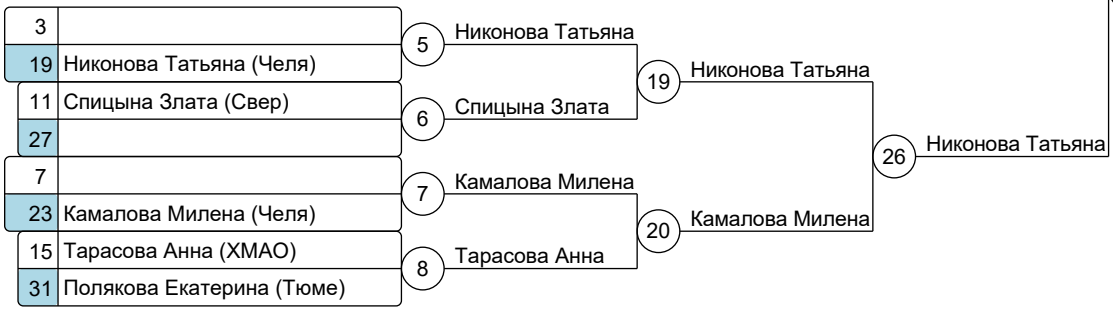 3
19 Никонова Татьяна (Челя)
11 Спицына Злата (Свер)
27
7
23 Камалова Милена (Челя)
15 Тарасова Анна (ХМАО)
31 Полякова Екатерина (Тюме)
5
6
7
8
Никонова Татьяна
Спицына Злата
Камалова Милена
Тарасова Анна
19
20
Никонова Татьяна
Камалова Милена
26
Никонова Татьяна